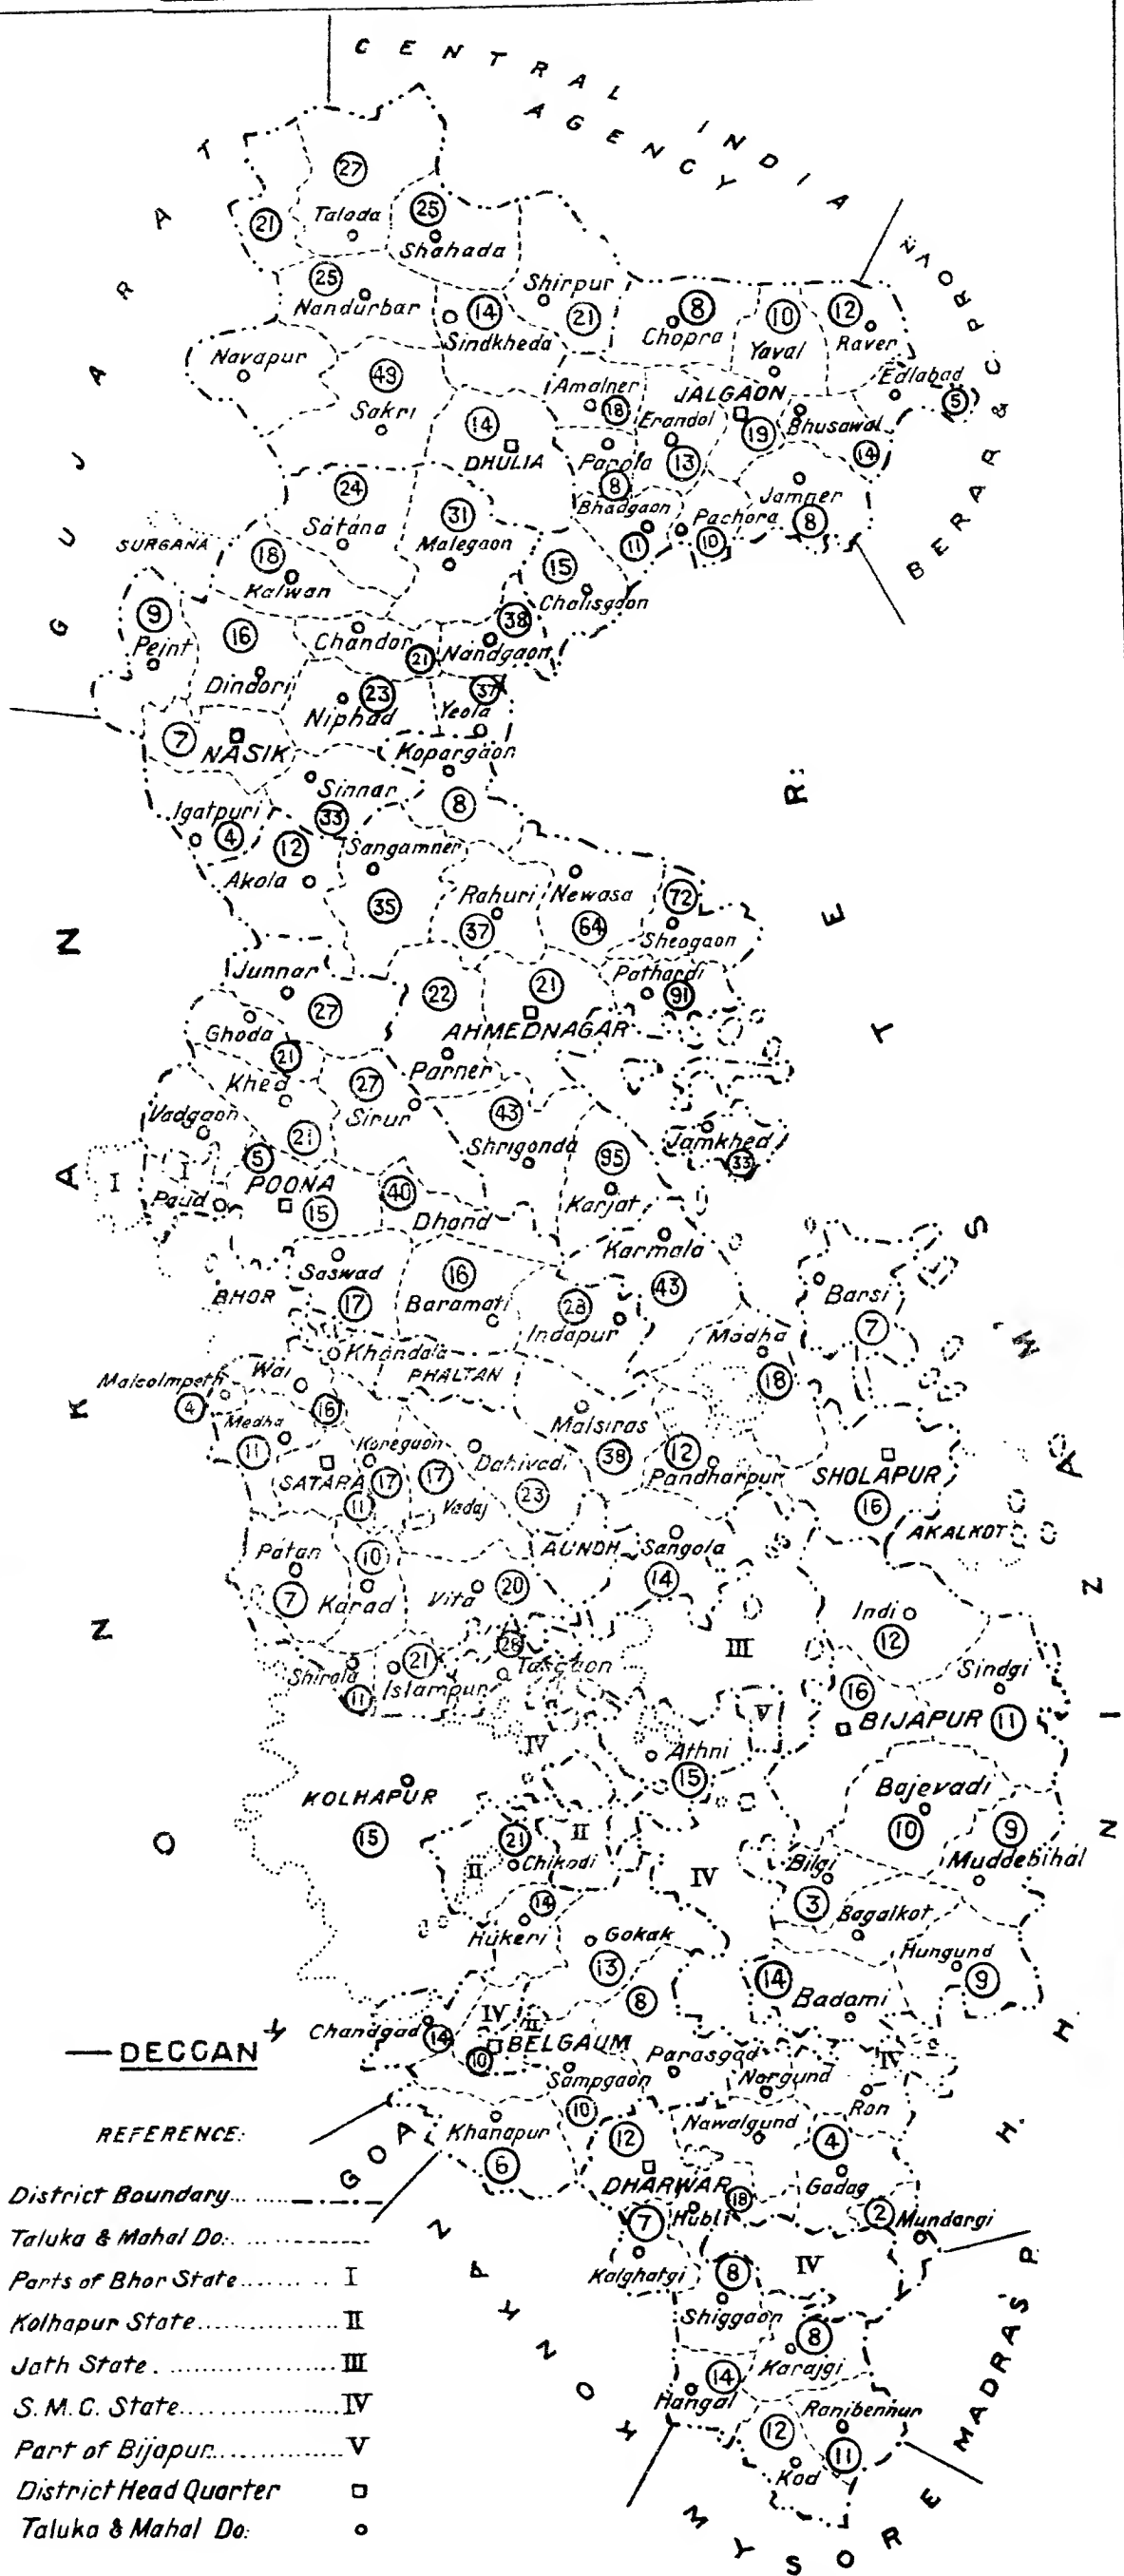 CENTRAL INDIA
AGENCY
GUJARAT
27
Taloda
21
25
Shahada
25
Nandurbar
Shirpur
21
14
Sindkheda
8
Chopra
10
Yaval
12
Raver
Edlabad
5
Navapur
49
Sakri
Amalner
18
JALGAON
19
Erandol
13
Bhusawal
14
14
DHULIA
Parola
8
Jamner
8
24
Satana
31
Malegaon
Bhadgaon
11
Pachora
10
SURGANA
18
Kalwan
15
Chalisgaon
BERAR & C. PROVN
9
Peint
16
Dindori
Chandor
21
38
Nandgaon
7
NASIK
23
Niphad
37
Yeola
Kopargaon
8
Sinnar
33
Igatpuri
4
12
Akola
Sangamner
35
Rahuri
37
Newasa
64
72
Sheogaon
Junnar
27
22
21
AHMEDNAGAR
Pathardi
91
Ghoda
21
Parner
Khed
21
27
Sirur
43
Shrigonda
95
Karjat
Jamkhed
33
Vadgaon
5
I
I
Paud
POONA
15
40
Dhond
Karmala
43
Saswad
17
16
Baramati
28
Indapur
BHOR
Barsi
7
Madha
18
Khandala
PHALTAN
Malcolmpeth
4
Wai
16
Medha
11
Malsiras
38
12
Pandharpur
SHOLAPUR
16
SATARA
11
Koregaon
17
17
Vadaj
Dahivadi
23
AKALKOT
Patan
7
10
Karad
AUNDH
Sangola
14
Vita
20
Indi
12
III
28
Tasgaon
Shirala
11
21
Islampur
Sindgi
11
16
BIJAPUR
V
IV
Athni
15
KOLHAPUR
15
Bajevadi
10
9
Muddebihal
21
Chikodi
II
II
IV
Bilgi
3
14
Hukeri
Gokak
13
Bagalkot
Hungund
9
8
14
Badami
Chandgad
14
IV
II
10
BELGAUM
Parasgad
IV
Sampgaon
10
Nargund
Ron
Khanapur
6
12
DHARWAR
Nawalgund
4
Gadag
2
Mundargi
7
Hubli
18
Kalghatgi
8
Shiggaon
IV
8
Karajgi
14
Hangal
Ranibennur
11
12
Kod
KONKAN
GOA
N. KANARA
MYSORE
MADRAS P.
H. E. H. NIZAM'S TER:
DECCAN
REFERENCE:
District Boundary
Taluka & Mahal Do:
Parts of Bhor State I
Kolhapur State II
Jath State III
S. M. C. State IV
Part of Bijapur V
District Head Quarter
Taluka & Mahal Do: